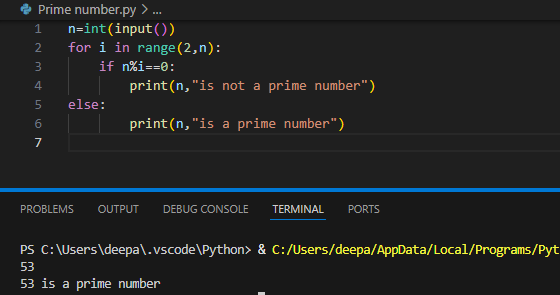 Prime number.py > ...
1 n=int(input())
2 for i in range(2,n):
3     if n%i==0:
4         print(n,"is not a prime number")
5 else:
6         print(n,"is a prime number")
7
PROBLEMS OUTPUT DEBUG CONSOLE TERMINAL PORTS
PS C:\Users\deepa\.vscode\Python> & C:/Users/deepa/AppData/Local/Programs/Pyt
53
53 is a prime number